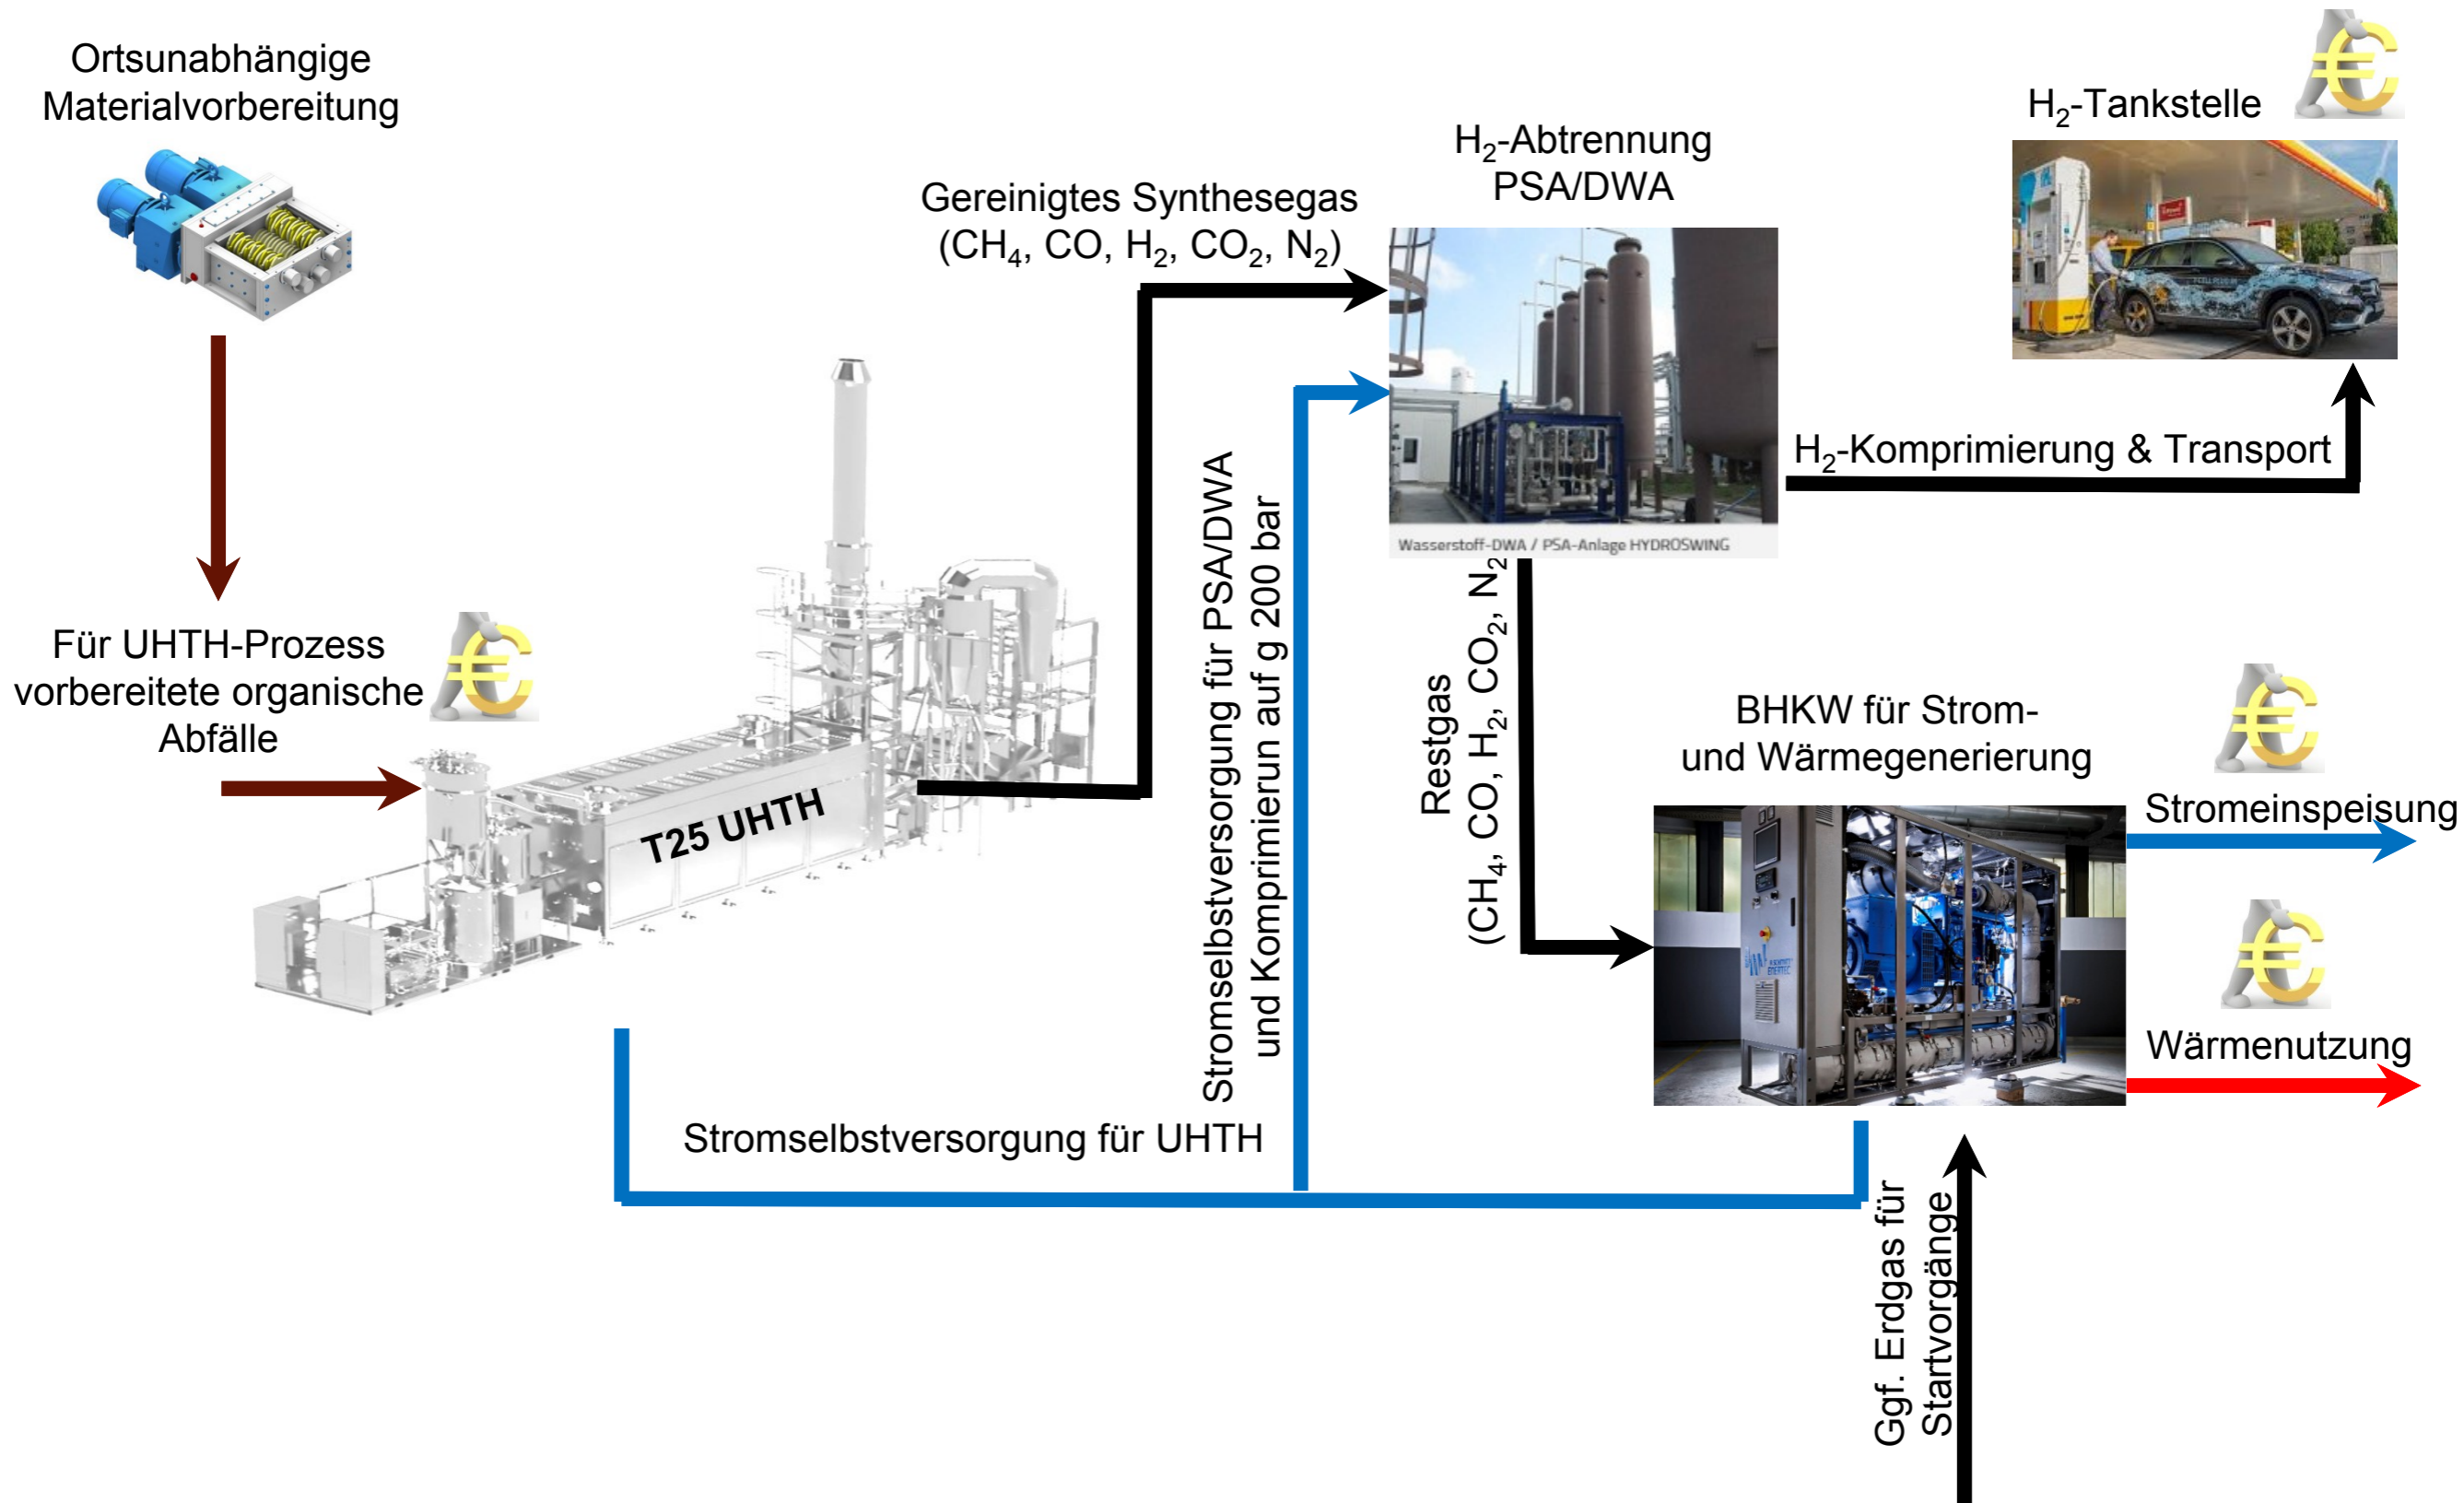 Ortsunabhängige
Materialvorbereitung
Für UHTH-Prozess
vorbereitete organische
Abfälle
T25 UHTH
Gereinigtes Synthesegas
(CH₄, CO, H₂, CO₂, N₂)
H₂-Abtrennung
PSA/DWA
Wasserstoff-DWA / PSA-Anlage HYDROSWING
H₂-Tankstelle
H₂-Komprimierung & Transport
Stromselbstversorgung für PSA/DWA
und Komprimierun auf g 200 bar
Restgas
(CH₄, CO, H₂, CO₂, N₂
BHKW für Strom-
und Wärmegenerierung
Stromeinspeisung
Wärmenutzung
Stromselbstversorgung für UHTH
Ggf. Erdgas für
Startvorgänge